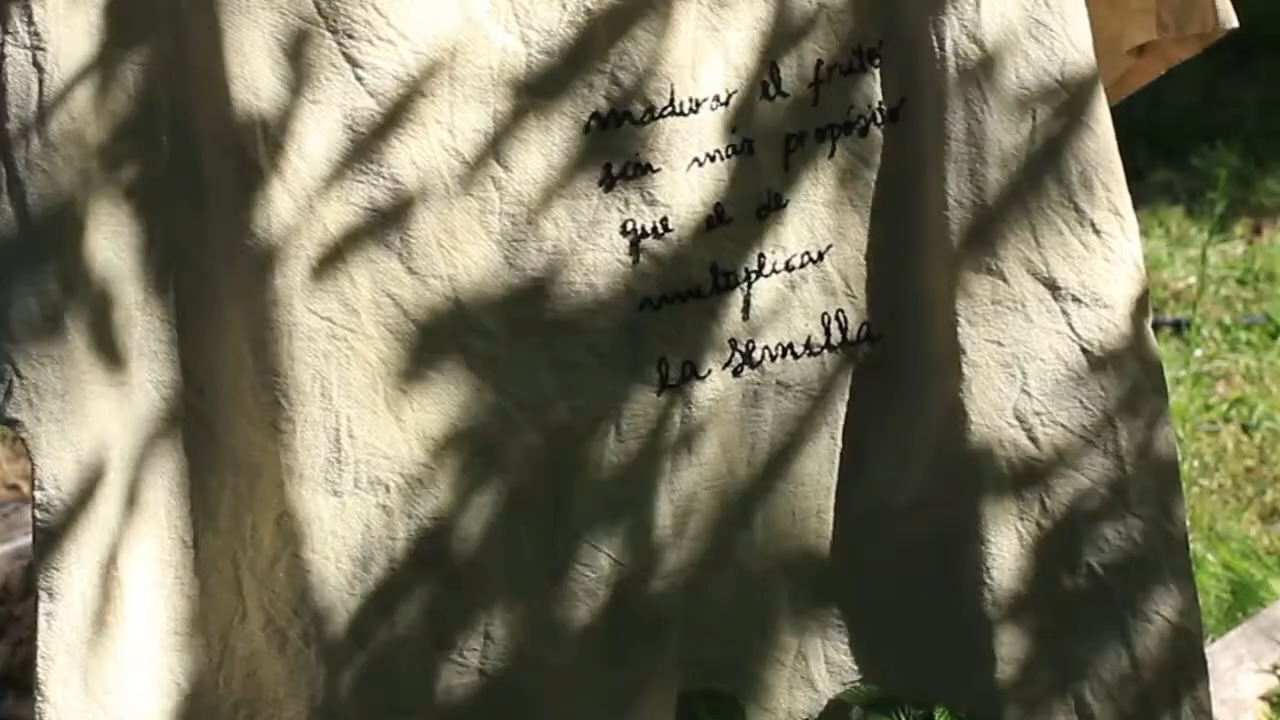 madurar el fruto
sin más propósito
que el de
multiplicar
la semilla